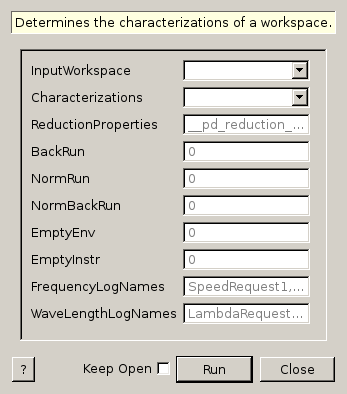 Determines the characterizations of a workspace.
InputWorkspace
Characterizations
ReductionProperties __pd_reduction_...
BackRun 0
NormRun 0
NormBackRun 0
EmptyEnv 0
EmptyInstr 0
FrequencyLogNames SpeedRequest1,...
WaveLengthLogNames LambdaRequest...
? Keep Open Run Close